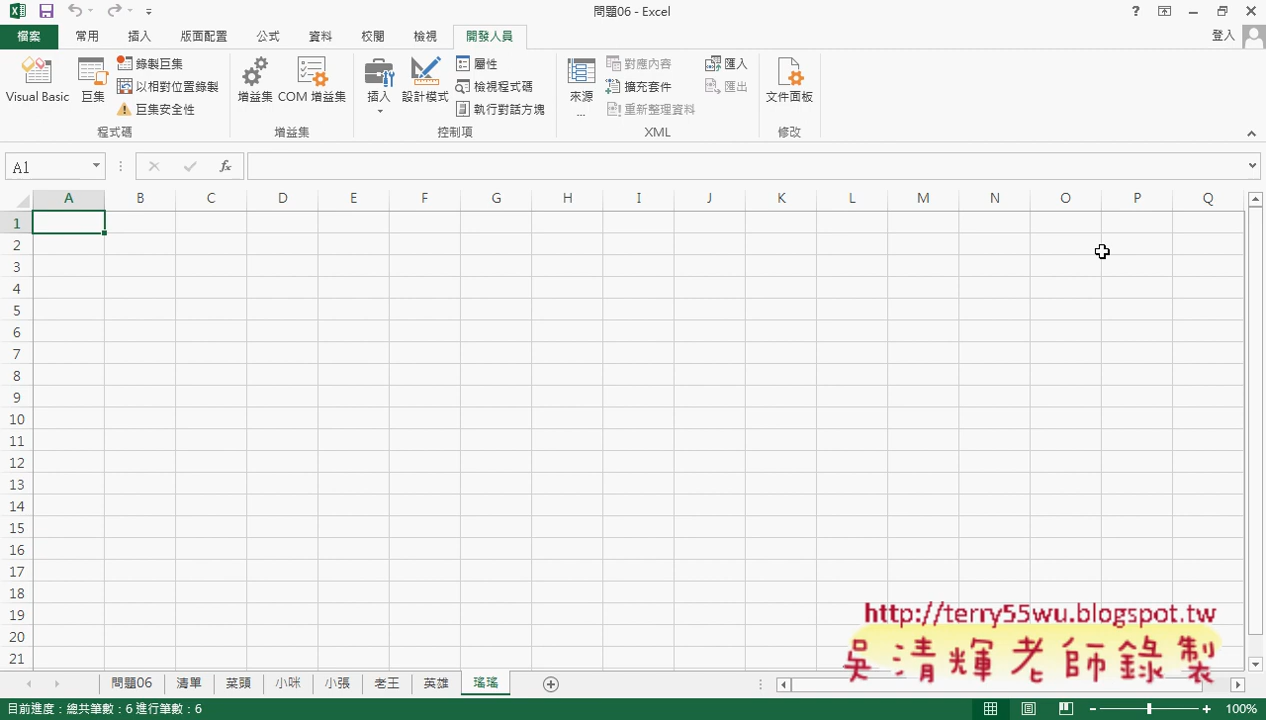 問題06 - Excel
檔案 常用 插入 版面配置 公式 資料 校閱 檢視 開發人員 登入
Visual Basic 巨集 錄製巨集 以相對位置錄製 巨集安全性
增益集 COM 增益集
插入 設計模式 屬性 檢視程式碼 執行對話方塊
來源 ... 對應內容 擴充套件 重新整理資料 匯入 匯出
文件面板
程式碼 增益集 控制項 XML 修改
A1 fx
A B C D E F G H I J K L M N O P Q
1
2
3
4
5
6
7
8
9
10
11
12
13
14
15
16
17
18
19
20
21
http://terry55wu.blogspot.tw
吳清輝老師錄製
問題06 清單 菜頭 小咪 小張 老王 英雄 瑤瑤
目前進度：總共筆數：6 進行筆數：6 100%